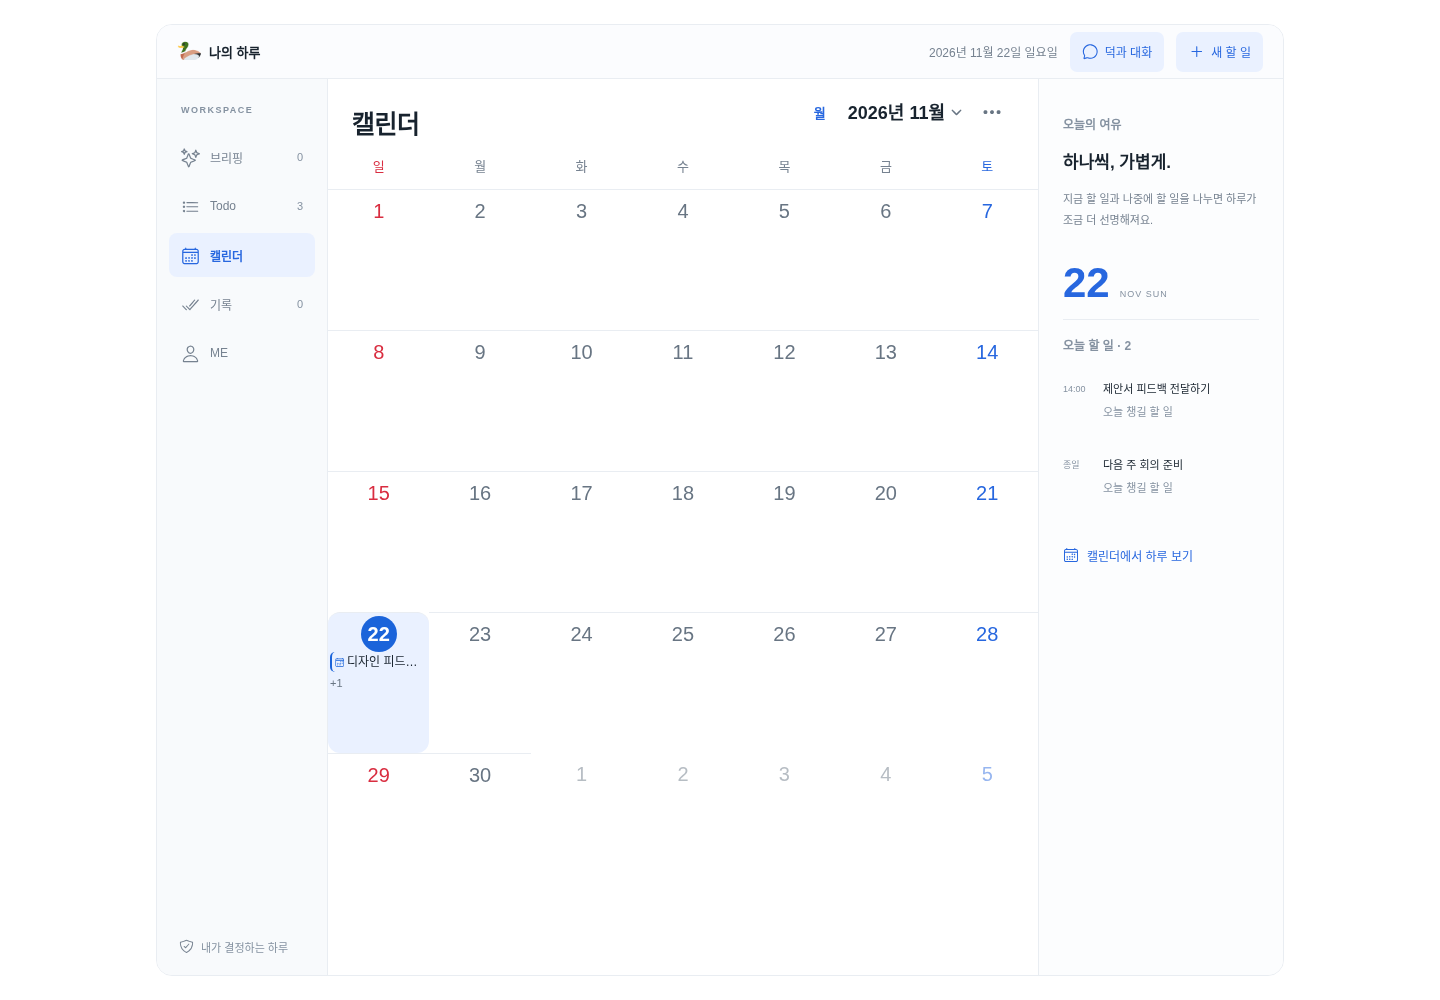 나의 하루
2026년 11월 22일 일요일
덕과 대화
새 할 일
WORKSPACE
브리핑 0
Todo 3
캘린더
기록 0
ME
내가 결정하는 하루
캘린더
월 2026년 11월
일 월 화 수 목 금 토
1 2 3 4 5 6 7
8 9 10 11 12 13 14
15 16 17 18 19 20 21
22 23 24 25 26 27 28
디자인 피드...
+1
29 30 1 2 3 4 5
오늘의 여유
하나씩, 가볍게.
지금 할 일과 나중에 할 일을 나누면 하루가
조금 더 선명해져요.
22 NOV SUN
오늘 할 일 · 2
14:00 제안서 피드백 전달하기
오늘 챙길 할 일
종일 다음 주 회의 준비
오늘 챙길 할 일
캘린더에서 하루 보기